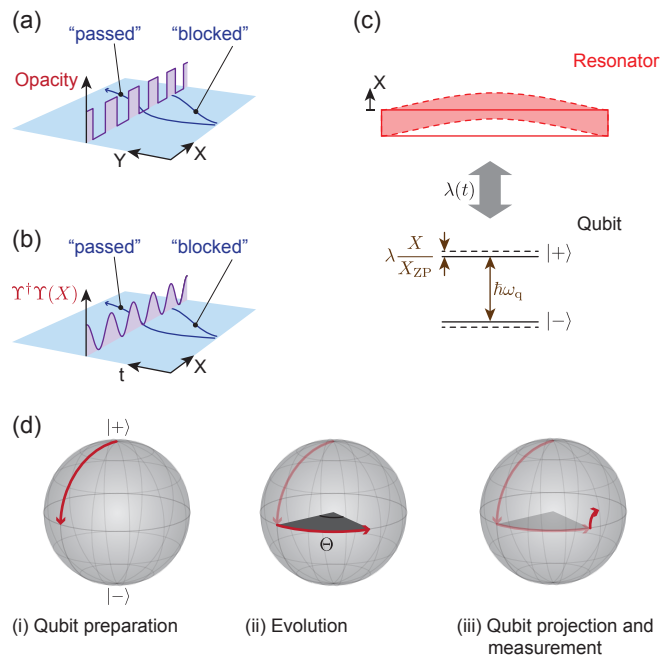 (a)
"passed"
"blocked"
Opacity
Y
X
(b)
"passed"
"blocked"
Υ†Υ(X)
t
X
(c)
Resonator
X
λ(t)
Qubit
λ X/X_ZP
|+⟩
ħω_q
|−⟩
(d)
|+⟩
|−⟩
Θ
(i) Qubit preparation
(ii) Evolution
(iii) Qubit projection and
measurement